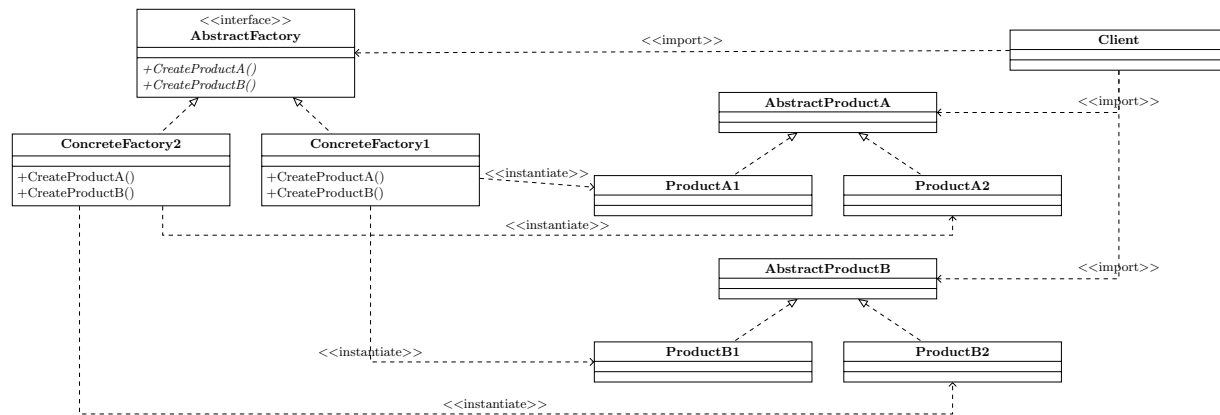 <<interface>>
AbstractFactory
+CreateProductA()
+CreateProductB()
<<import>>
Client
AbstractProductA
<<import>>
ConcreteFactory2
+CreateProductA()
+CreateProductB()
ConcreteFactory1
+CreateProductA()
+CreateProductB()
<<instantiate>>
ProductA1
ProductA2
<<instantiate>>
AbstractProductB
<<import>>
<<instantiate>>
ProductB1
ProductB2
<<instantiate>>